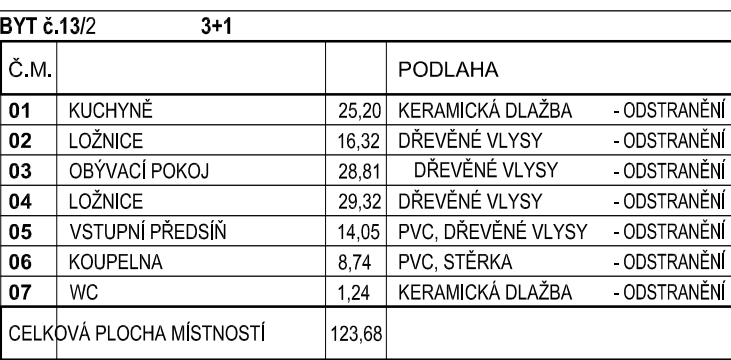 BYT č.13/2 3+1
Č.M. PODLAHA
01 KUCHYNĚ 25,20 KERAMICKÁ DLAŽBA - ODSTRANĚNÍ
02 LOŽNICE 16,32 DŘEVĚNÉ VLYSY - ODSTRANĚNÍ
03 OBÝVACÍ POKOJ 28,81 DŘEVĚNÉ VLYSY - ODSTRANĚNÍ
04 LOŽNICE 29,32 DŘEVĚNÉ VLYSY - ODSTRANĚNÍ
05 VSTUPNÍ PŘEDSÍŇ 14,05 PVC, DŘEVĚNÉ VLYSY - ODSTRANĚNÍ
06 KOUPELNA 8,74 PVC, STĚRKA - ODSTRANĚNÍ
07 WC 1,24 KERAMICKÁ DLAŽBA - ODSTRANĚNÍ
CELKOVÁ PLOCHA MÍSTNOSTÍ 123,68